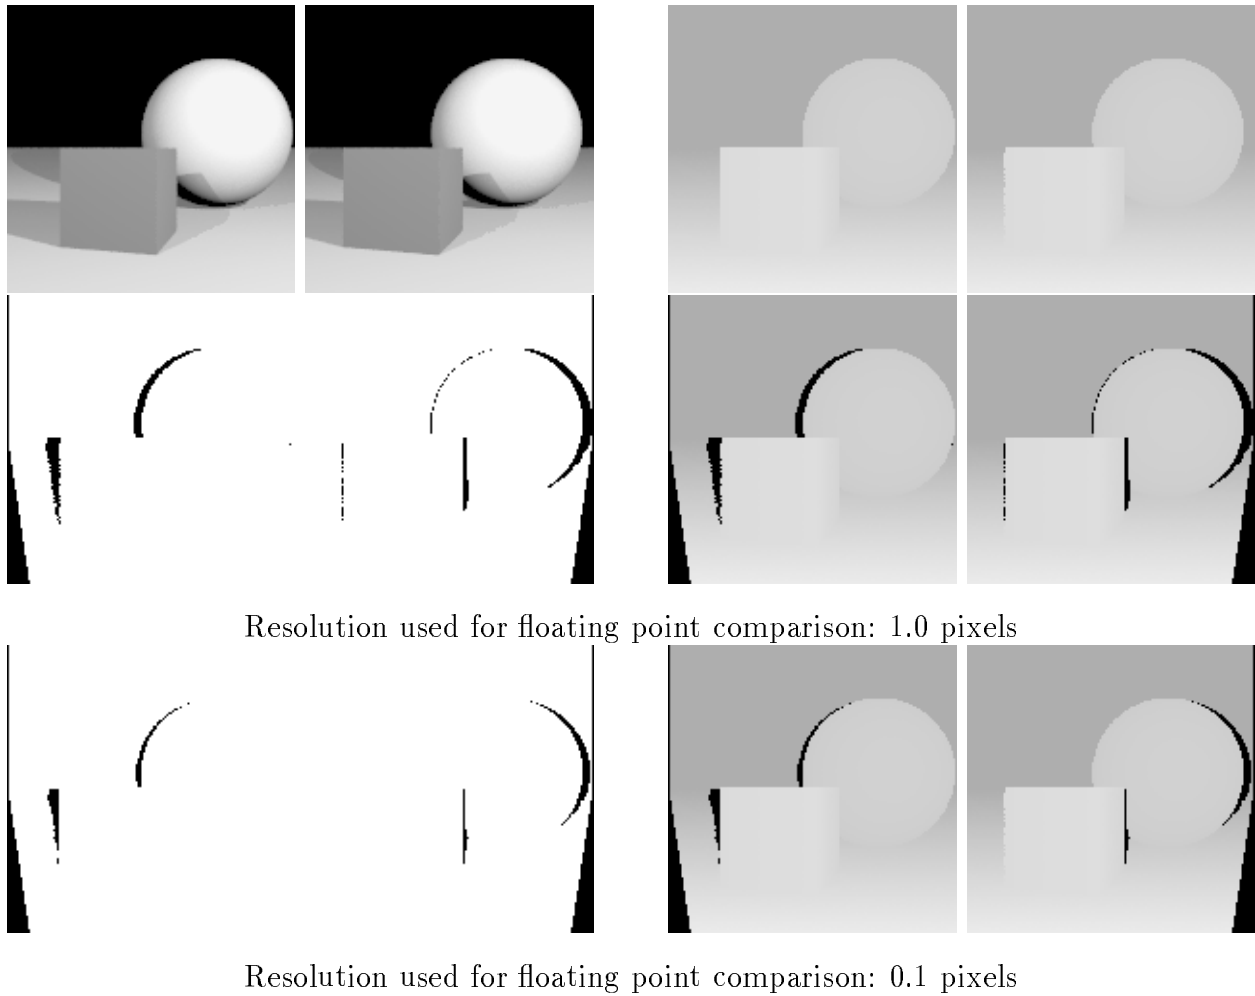 Resolution used for floating point comparison: 1.0 pixels
Resolution used for floating point comparison: 0.1 pixels